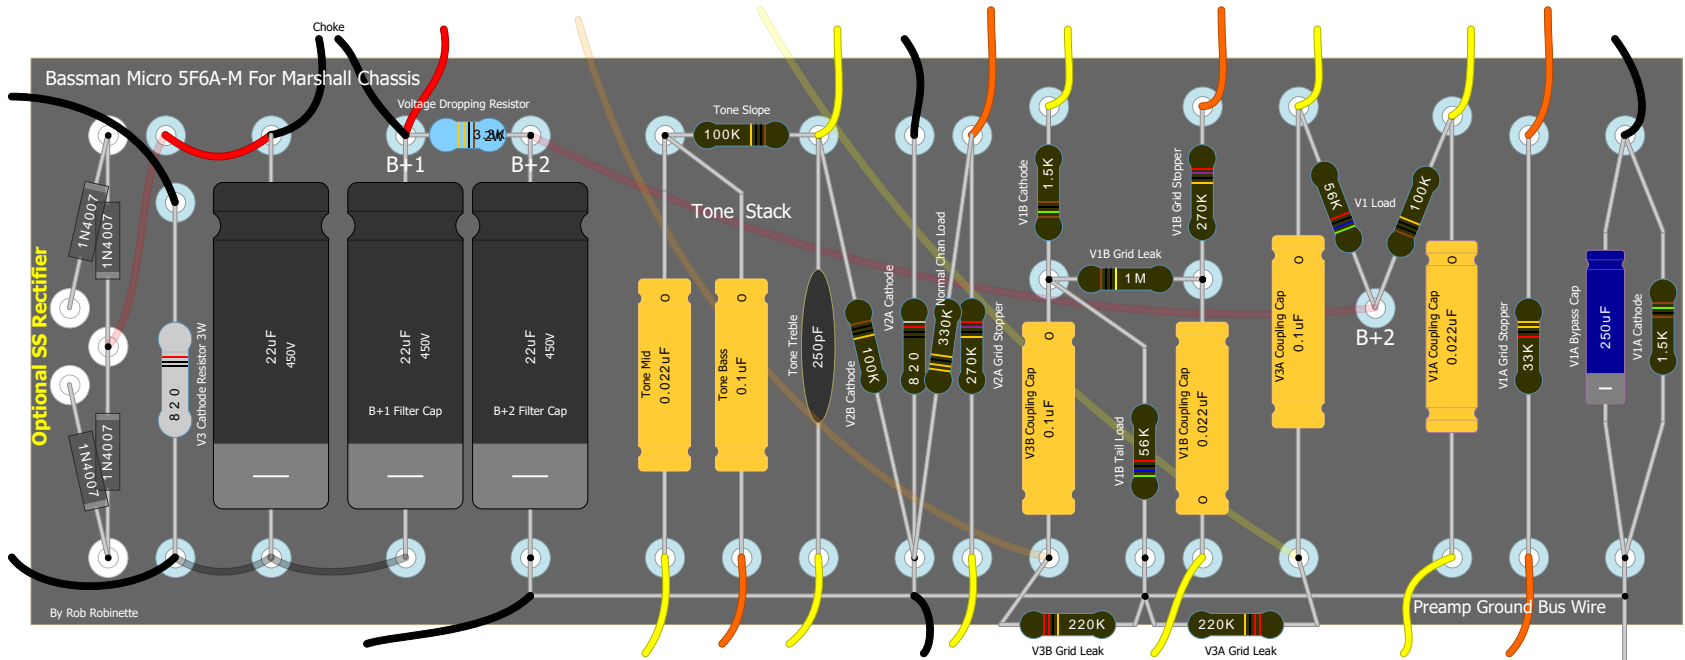 Choke
Bassman Micro 5F6A-M For Marshall Chassis
Voltage Dropping Resistor
3.3K
2W
B+1
B+2
Tone Slope
100K
Tone Stack
Optional SS Rectifier
1N4007
1N4007
1N4007
1N4007
820
V3 Cathode Resistor 3W
22uF
450V
22uF
450V
B+1 Filter Cap
22uF
450V
B+2 Filter Cap
Tone Mid
0.022uF
Tone Bass
0.1uF
Tone Treble
250pF
V2B Cathode
100K
V2A Cathode
820
Normal Chan Load
330K
270K
V2A Grid Stopper
V1B Cathode
1.5K
V1B Grid Leak
1M
V1B Grid Stopper
270K
V3B Coupling Cap
0.1uF
V1B Tail Load
56K
V1B Coupling Cap
0.022uF
V3A Coupling Cap
0.1uF
56K
V1 Load
100K
B+2
V1A Coupling Cap
0.022uF
V1A Grid Stopper
33K
V1A Bypass Cap
250uF
V1A Cathode
1.5K
By Rob Robinette
Preamp Ground Bus Wire
220K
V3B Grid Leak
220K
V3A Grid Leak